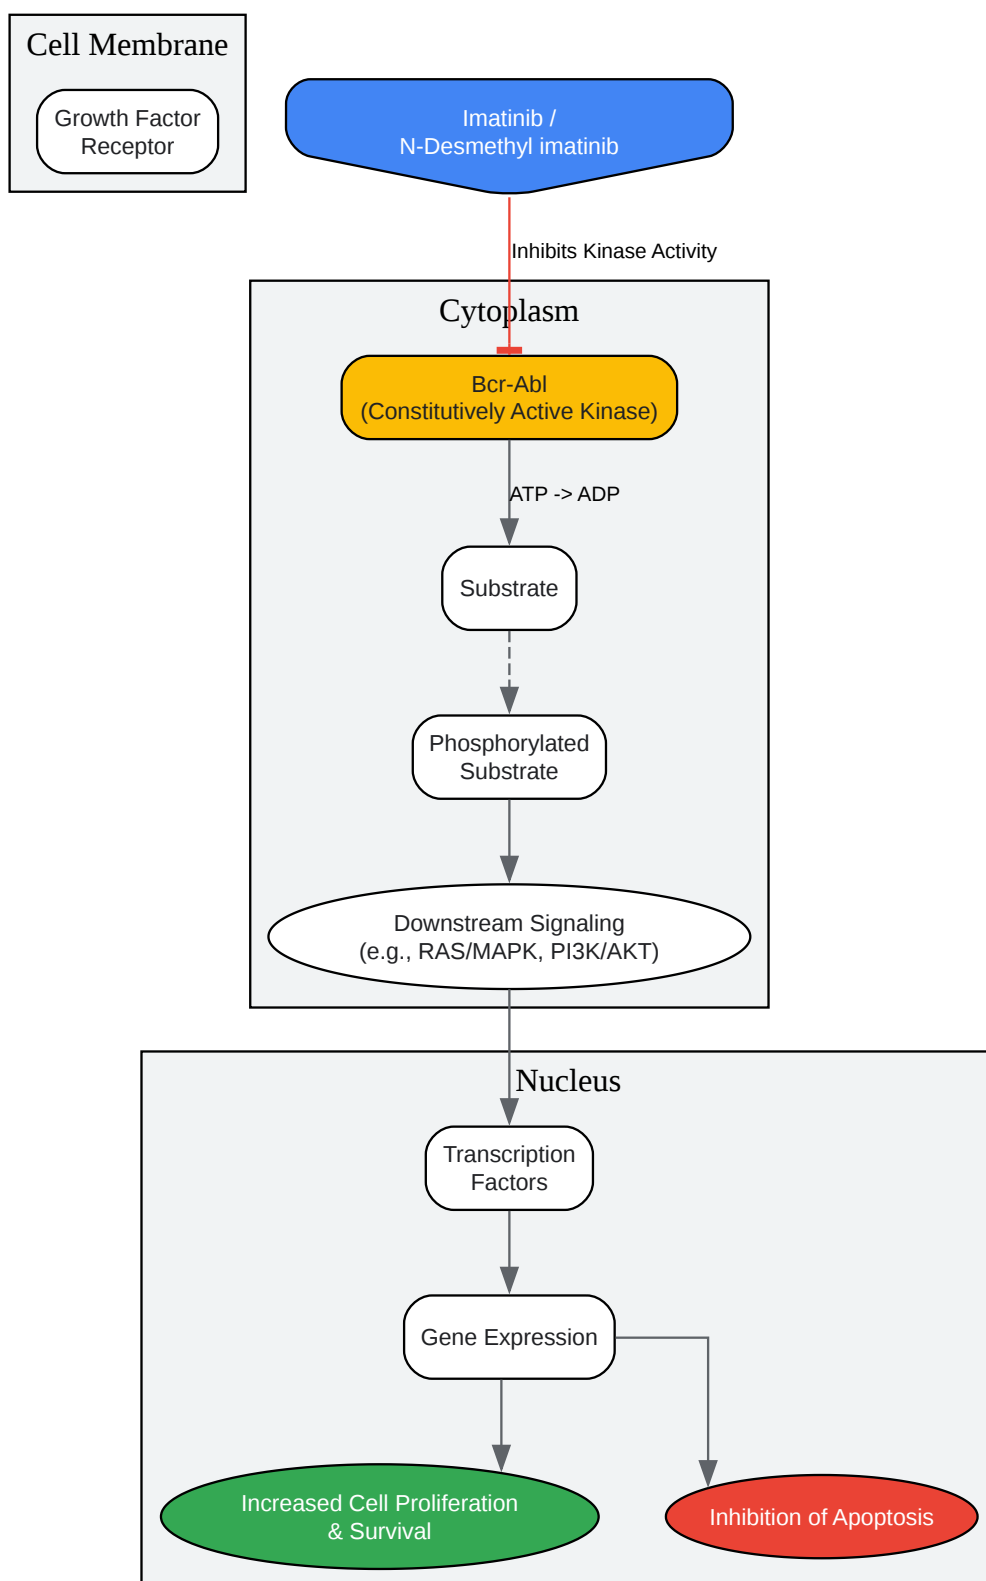 Cell Membrane
Growth Factor
Receptor
Imatinib /
N-Desmethyl imatinib
Inhibits Kinase Activity
Cytoplasm
Bcr-Abl
(Constitutively Active Kinase)
ATP -> ADP
Substrate
Phosphorylated
Substrate
Downstream Signaling
(e.g., RAS/MAPK, PI3K/AKT)
Nucleus
Transcription
Factors
Gene Expression
Increased Cell Proliferation
& Survival
Inhibition of Apoptosis